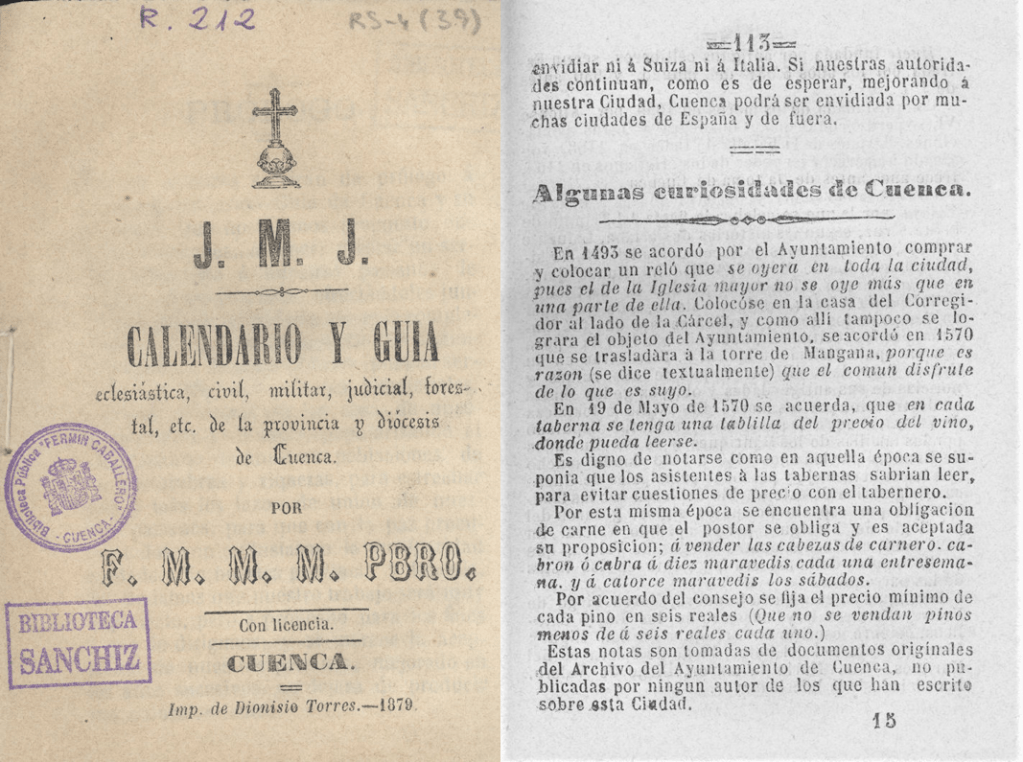 R. 212
RS-4 (39)
J. M. J.
CALENDARIO Y GUIA
eclesiástica, civil, militar, judicial, fores-
tal, etc. de la provincia y diócesis
de Cuenca.
POR
F. M. M. M. PBRO.
Con licencia.
CUENCA.
Imp. de Dionisio Torres.—1879.
Biblioteca Pública "FERMIN CABALLERO"
- CUENCA -
BIBLIOTECA
SANCHIZ
=113=
envidiar ni á Suiza ni á Italia. Si nuestras autorida-
des continuan, como es de esperar, mejorando á
nuestra Ciudad, Cuenca podrá ser envidiada por mu-
chas ciudades de España y de fuera.
Algunas curiosidades de Cuenca.
En 1493 se acordó por el Ayuntamiento comprar
y colocar un reló que se oyera en toda la ciudad,
pues el de la Iglesia mayor no se oye más que en
una parte de ella. Colocóse en la casa del Corregi-
dor al lado de la Cárcel, y como alli tampoco se lo-
grara el objeto del Ayuntamiento, se acordó en 1570
que se trasladàra à la torre de Mangana, porque es
razon (se dice textualmente) que el comun disfrute
de lo que es suyo.
En 19 de Mayo de 1570 se acuerda, que en cada
taberna se tenga una tablilla del precio del vino,
donde pueda leerse.
Es digno de notarse como en aquella época se su-
ponia que los asistentes à las tabernas sabrian leer,
para evitar cuestiones de precio con el tabernero.
Por esta misma época se encuentra una obligacion
de carne en que el postor se obliga y es aceptada
su proposicion; á vender las cabezas de carnero, ca-
bron ó cabra á diez maravedis cada una entresema-
na, y á catorce maravedis los sábados.
Por acuerdo del consejo se fija el precio mínimo de
cada pino en seis reales (Que no se vendan pinos
menos de á seis reales cada uno.)
Estas notas son tomadas de documentos originales
del Archivo del Ayuntamiento de Cuenca, no pu-
blicadas por ningun autor de los que han escrito
sobre esta Ciudad.
15